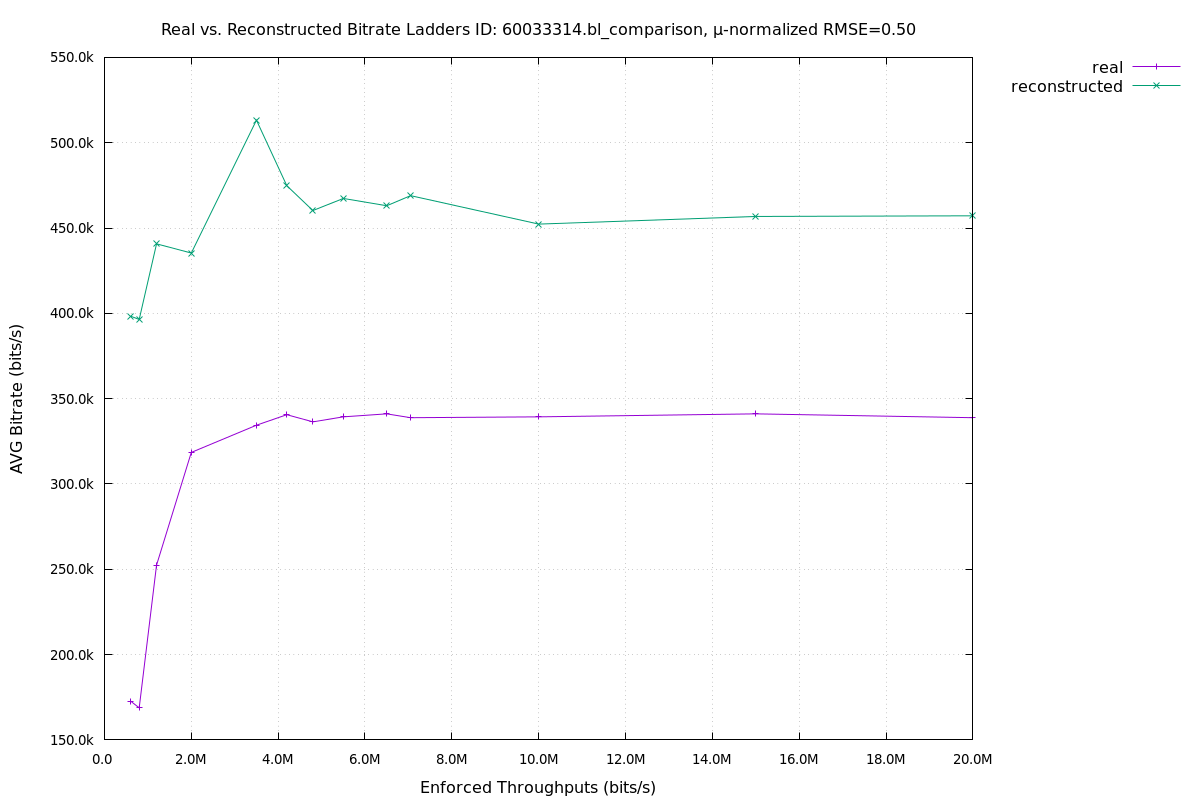 Real vs. Reconstructed Bitrate Ladders ID: 60033314.bl_comparison, μ-normalized RMSE=0.50
real
reconstructed
550.0k
500.0k
450.0k
400.0k
350.0k
300.0k
250.0k
200.0k
150.0k
AVG Bitrate (bits/s)
0.0 2.0M 4.0M 6.0M 8.0M 10.0M 12.0M 14.0M 16.0M 18.0M 20.0M
Enforced Throughputs (bits/s)